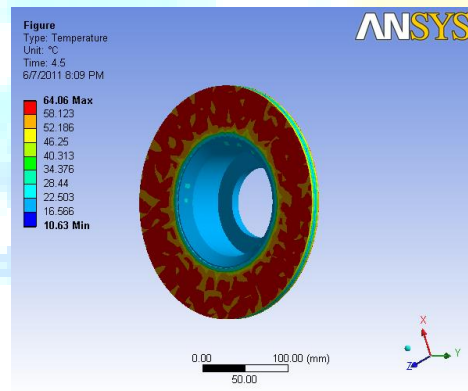 Figure
Type: Temperature
Unit: °C
Time: 4.5
6/7/2011 8:09 PM
ANSYS
64.06 Max
58.123
52.186
46.25
40.313
34.376
28.44
22.503
16.566
10.63 Min
0.00
100.00 (mm)
50.00
X
Y
Z